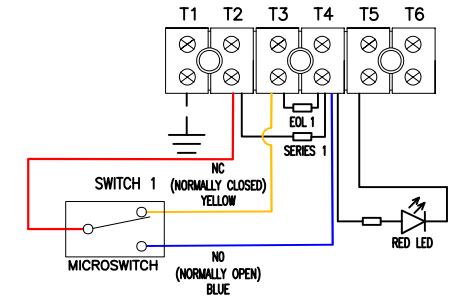 T1 T2 T3 T4 T5 T6
EOL 1
SERIES 1
NC
(NORMALLY CLOSED)
YELLOW
SWITCH 1
RED LED
MICROSWITCH
NO
(NORMALLY OPEN)
BLUE